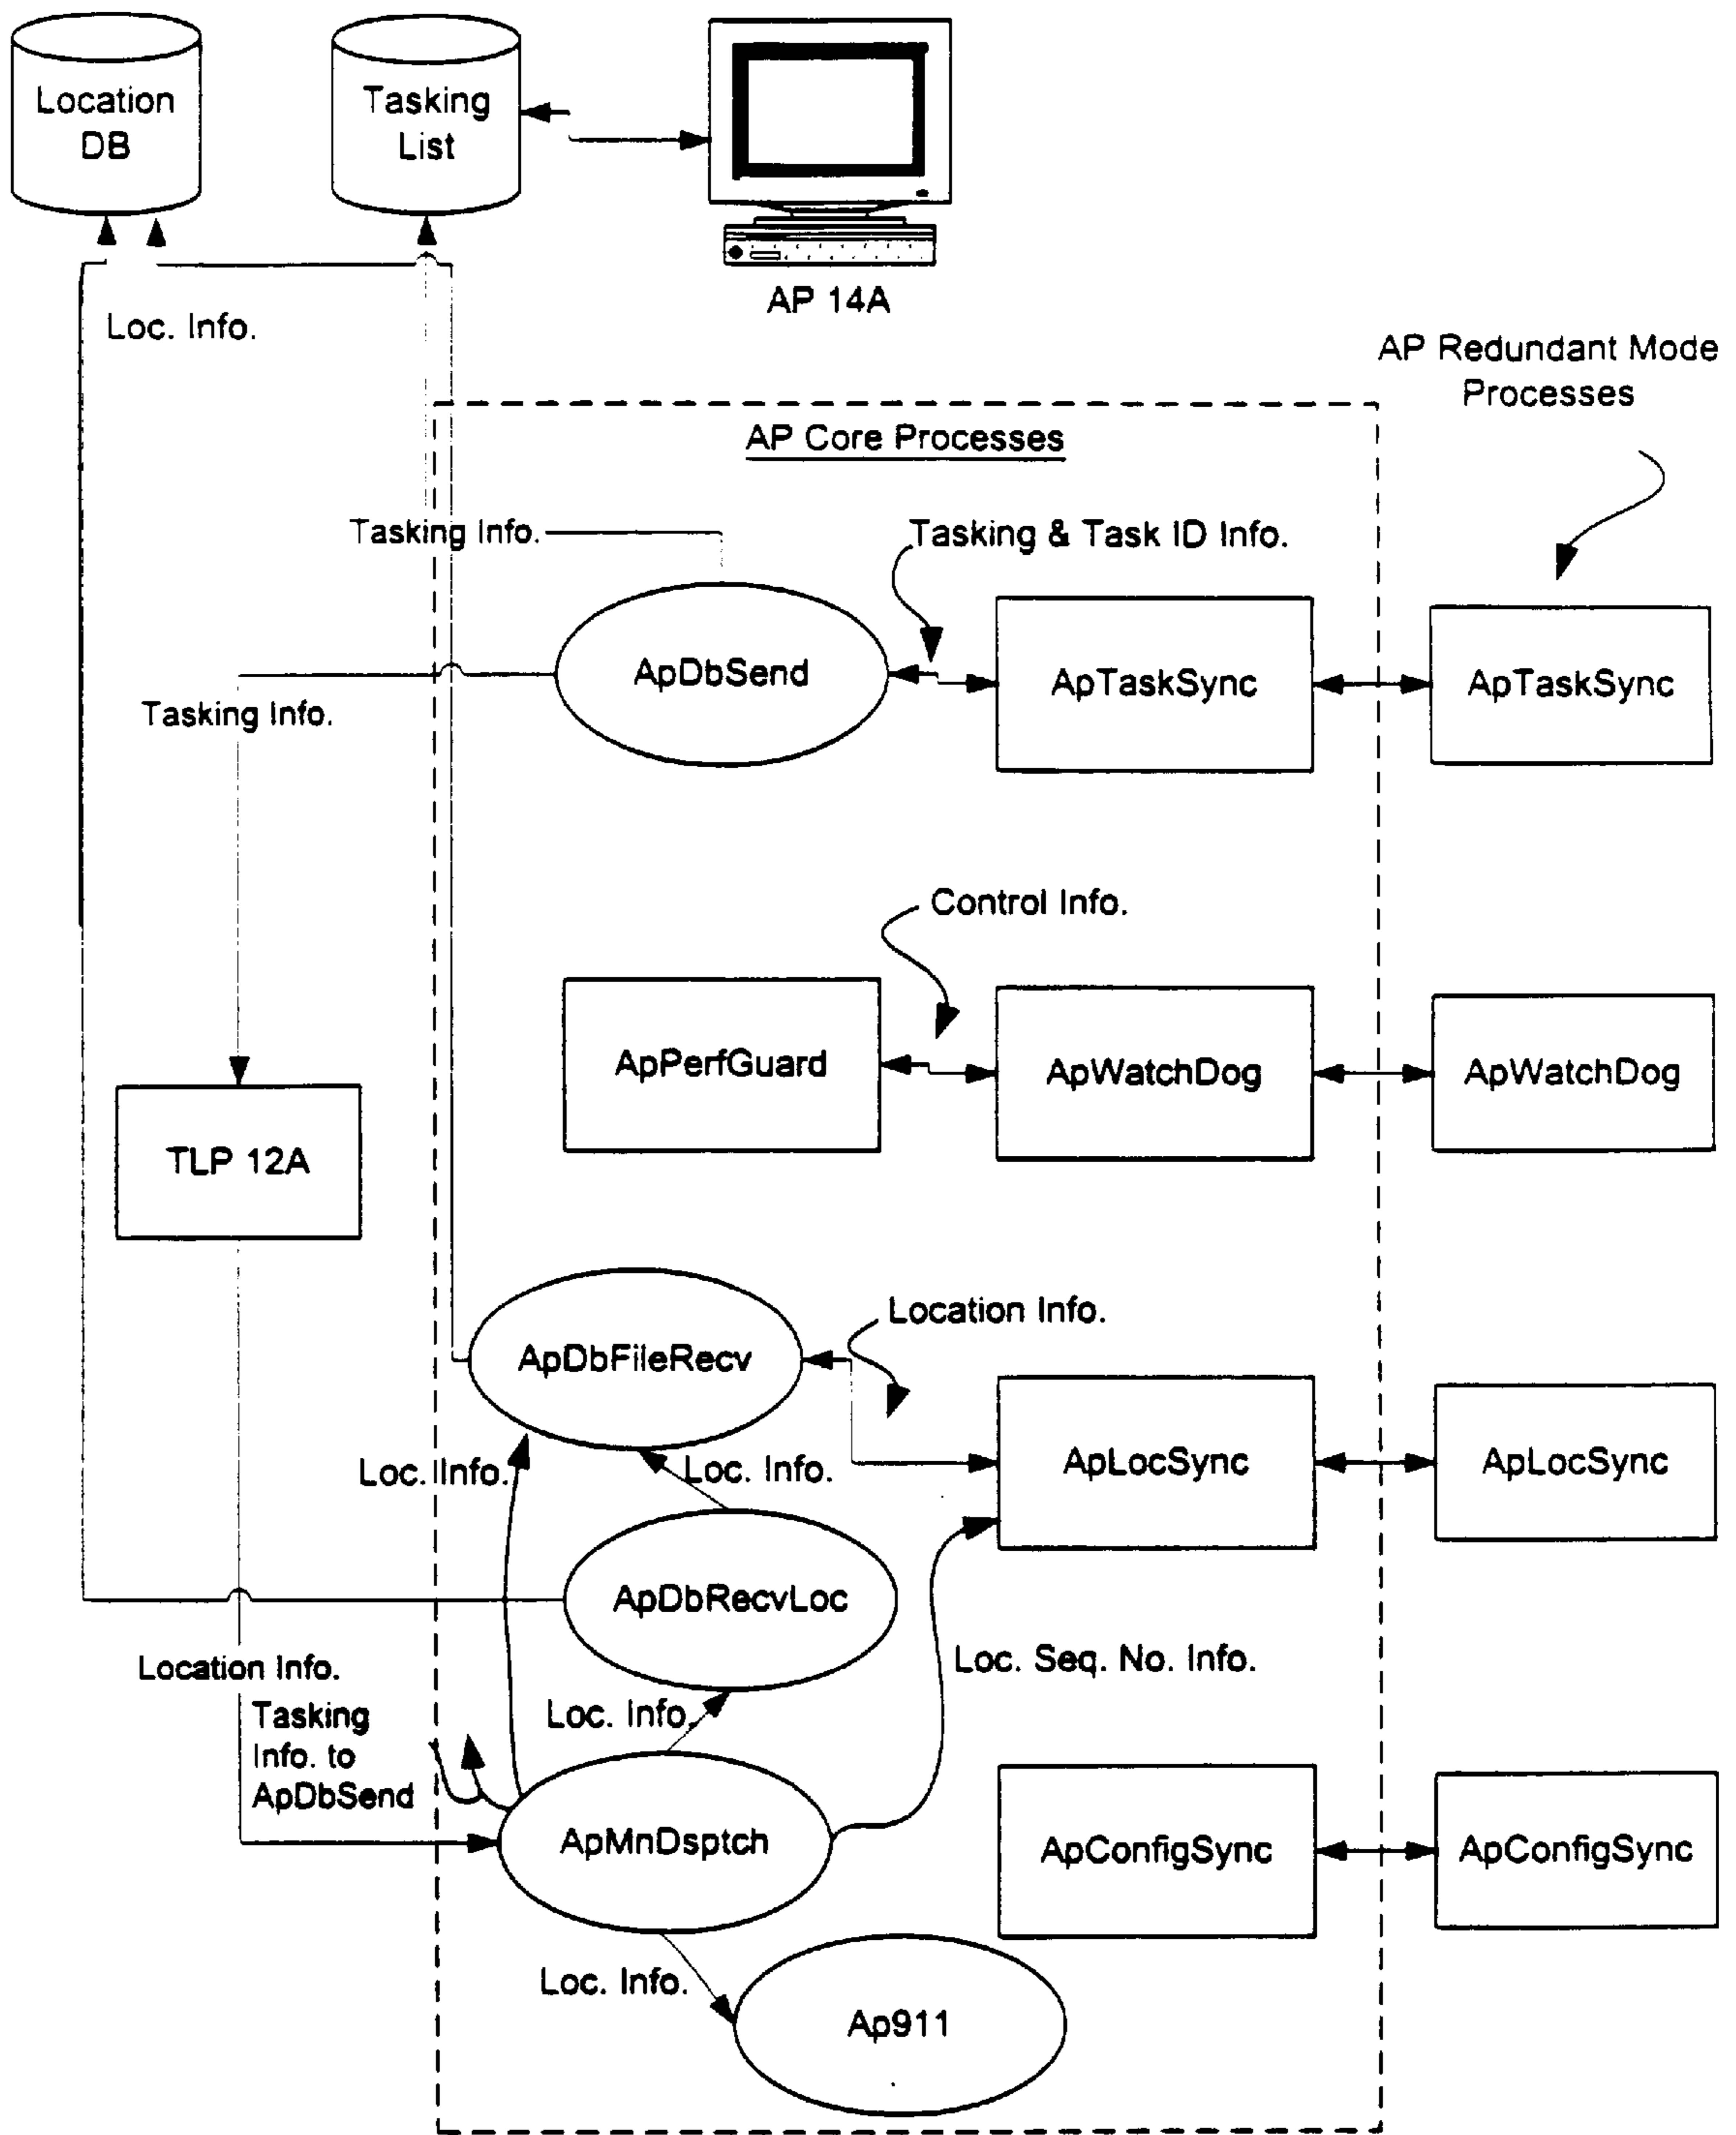 Location
DB
Tasking
List
AP 14A
Loc. Info.
AP Redundant Mode
Processes
AP Core Processes
Tasking Info.
Tasking & Task ID Info.
ApDbSend
ApTaskSync
ApTaskSync
Tasking Info.
Control Info.
ApPerfGuard
ApWatchDog
ApWatchDog
TLP 12A
Location Info.
ApDbFileRecv
Loc. Info.
Loc. Info.
ApLocSync
ApLocSync
ApDbRecvLoc
Location Info.
Loc. Seq. No. Info.
Tasking
Info. to
ApDbSend
Loc. Info.
ApMnDsptch
ApConfigSync
ApConfigSync
Loc. Info.
Ap911